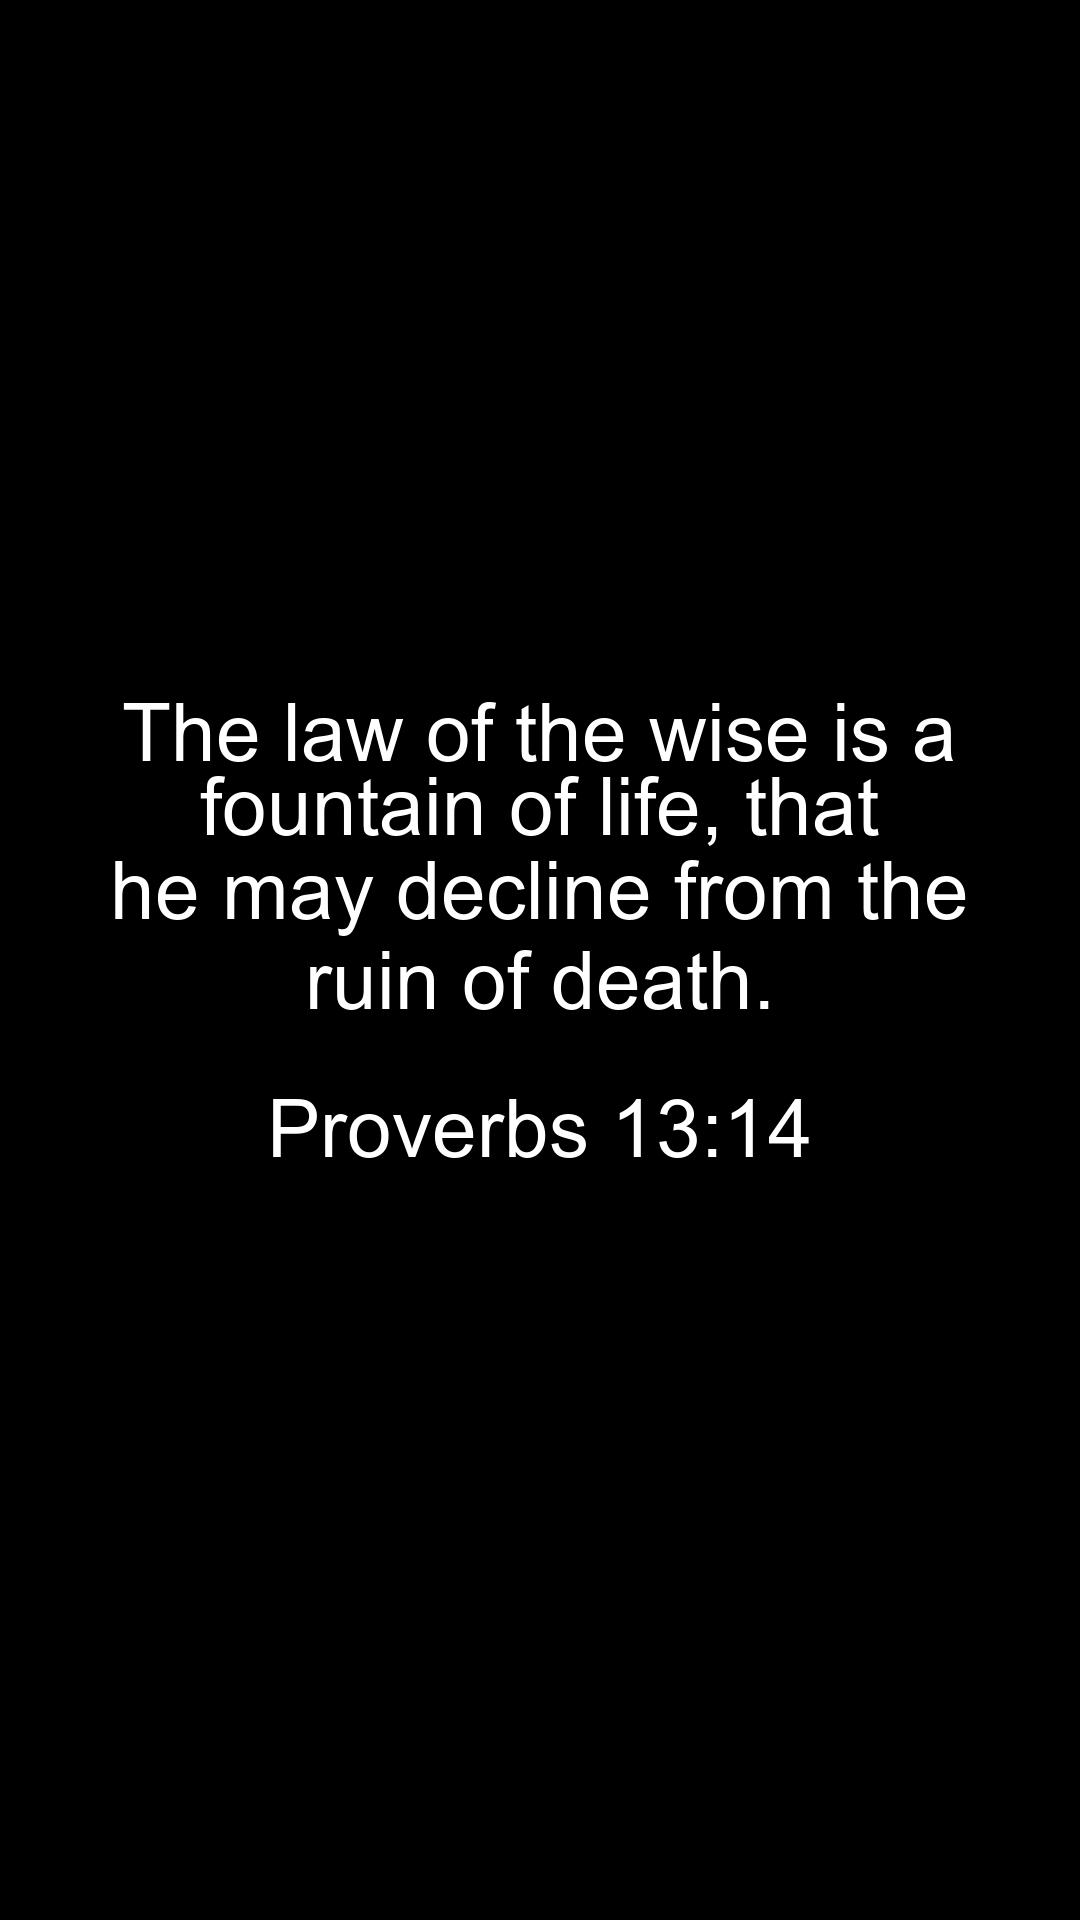 The law of the wise is a
fountain of life, that
he may decline from the
ruin of death.
Proverbs 13:14